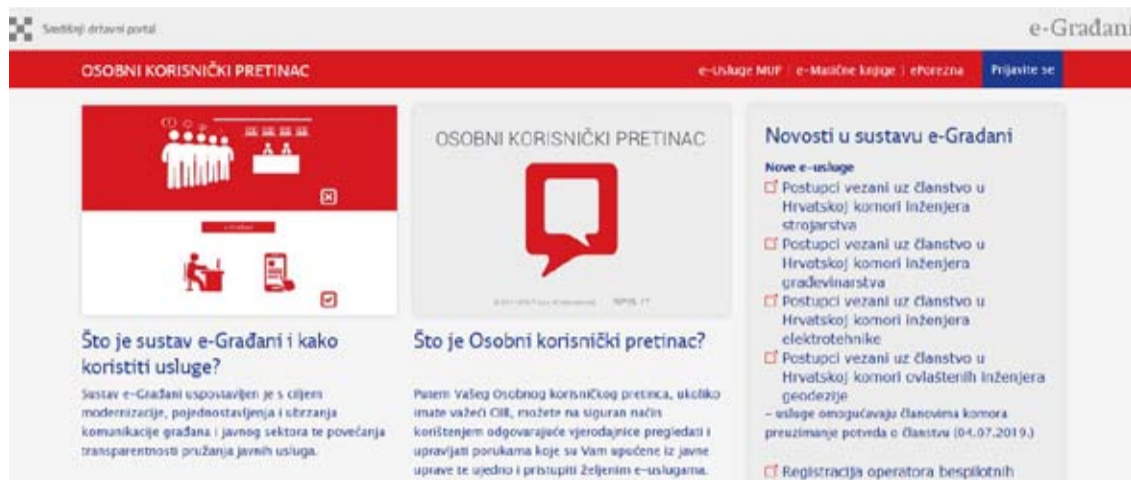 Središnji državni portal
e-Građani
OSOBNI KORISNIČKI PRETINAC
e-Usluge MUP | e-Matične knjige | ePorezna
Prijavite se
e-Građani
Što je sustav e-Građani i kako
koristiti usluge?
Sustav e-Građani uspostavljen je s ciljem
modernizacije, pojednostavljenja i ubrzanja
komunikacije građana i javnog sektora te povećanja
transparentnosti pružanja javnih usluga.
OSOBNI KORISNIČKI PRETINAC
Što je Osobni korisnički pretinac?
Putem Vašeg Osobnog korisničkog pretinca, ukoliko
imate važeći OIB, možete na siguran način
korištenjem odgovarajuće vjerodajnice pregledati i
upravljati porukama koje su Vam upućene iz javne
uprave te ujedno i pristupiti željenim e-uslugama.
Novosti u sustavu e-Građani
Nove e-usluge
Postupci vezani uz članstvo u
Hrvatskoj komori inženjera
strojarstva
Postupci vezani uz članstvo u
Hrvatskoj komori inženjera
građevinarstva
Postupci vezani uz članstvo u
Hrvatskoj komori inženjera
elektrotehnike
Postupci vezani uz članstvo u
Hrvatskoj komori ovlaštenih inženjera
geodezije
– usluge omogućavaju članovima komora
preuzimanje potvrda o članstvu (04.07.2019.)
Registracija operatora bespilotnih